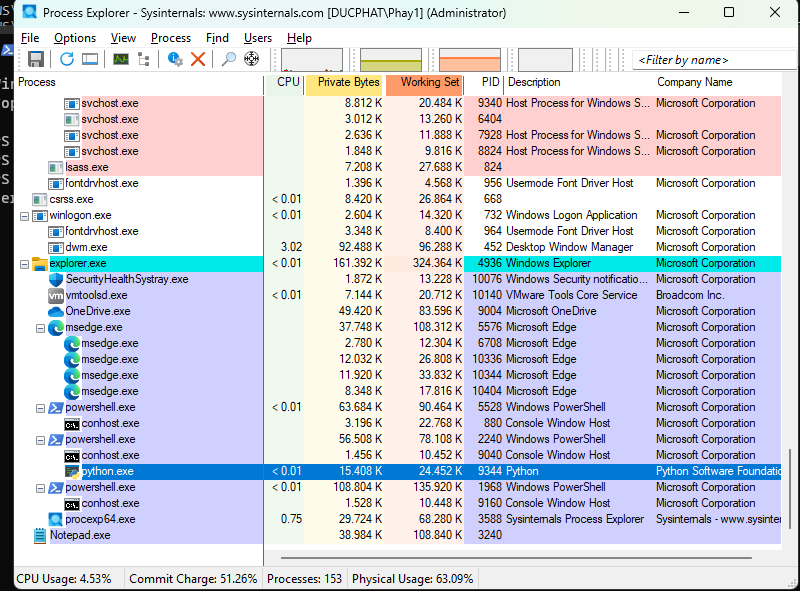 Process Explorer - Sysinternals: www.sysinternals.com [DUCPHAT\Phay1] (Administrator)
File Options View Process Find Users Help
<Filter by name>
Process CPU Private Bytes Working Set PID Description Company Name
svchost.exe 8.812 K 20.484 K 9340 Host Process for Windows S... Microsoft Corporation
svchost.exe 3.012 K 13.260 K 6404
svchost.exe 2.636 K 11.888 K 7928 Host Process for Windows S... Microsoft Corporation
svchost.exe 1.848 K 9.816 K 8824 Host Process for Windows S... Microsoft Corporation
lsass.exe 7.208 K 27.688 K 824
fontdrvhost.exe 1.396 K 4.568 K 956 Usermode Font Driver Host Microsoft Corporation
csrss.exe < 0.01 8.420 K 26.864 K 668
winlogon.exe < 0.01 2.604 K 14.320 K 732 Windows Logon Application Microsoft Corporation
fontdrvhost.exe 3.348 K 8.400 K 964 Usermode Font Driver Host Microsoft Corporation
dwm.exe 3.02 92.488 K 96.288 K 452 Desktop Window Manager Microsoft Corporation
explorer.exe < 0.01 161.392 K 324.364 K 4936 Windows Explorer Microsoft Corporation
SecurityHealthSystray.exe 1.872 K 13.228 K 10076 Windows Security notificatio... Microsoft Corporation
vm vmtoolsd.exe < 0.01 7.144 K 20.712 K 10140 VMware Tools Core Service Broadcom Inc.
OneDrive.exe 49.420 K 83.596 K 9004 Microsoft OneDrive Microsoft Corporation
msedge.exe 37.748 K 108.312 K 5576 Microsoft Edge Microsoft Corporation
msedge.exe 2.780 K 12.304 K 6708 Microsoft Edge Microsoft Corporation
msedge.exe 12.032 K 26.808 K 10336 Microsoft Edge Microsoft Corporation
msedge.exe 11.920 K 33.832 K 10344 Microsoft Edge Microsoft Corporation
msedge.exe 8.348 K 17.816 K 10404 Microsoft Edge Microsoft Corporation
powershell.exe < 0.01 63.684 K 90.464 K 5528 Windows PowerShell Microsoft Corporation
conhost.exe 3.196 K 22.768 K 880 Console Window Host Microsoft Corporation
powershell.exe 56.508 K 78.108 K 2240 Windows PowerShell Microsoft Corporation
conhost.exe 1.456 K 10.452 K 9040 Console Window Host Microsoft Corporation
python.exe < 0.01 15.408 K 24.452 K 9344 Python Python Software Foundatio
powershell.exe < 0.01 108.804 K 135.920 K 1968 Windows PowerShell Microsoft Corporation
conhost.exe 1.528 K 10.448 K 9160 Console Window Host Microsoft Corporation
procexp64.exe 0.75 29.724 K 68.280 K 3588 Sysinternals Process Explorer Sysinternals - www.sysinter
Notepad.exe 38.984 K 108.840 K 3240
CPU Usage: 4.53% Commit Charge: 51.26% Processes: 153 Physical Usage: 63.09%